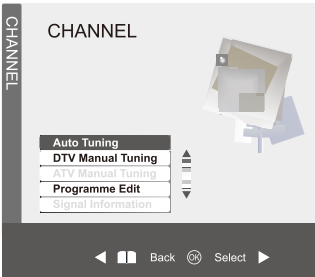 CHANNEL
CHANNEL
Auto Tuning
DTV Manual Tuning
ATV Manual Tuning
Programme Edit
Signal Information
Back OK Select